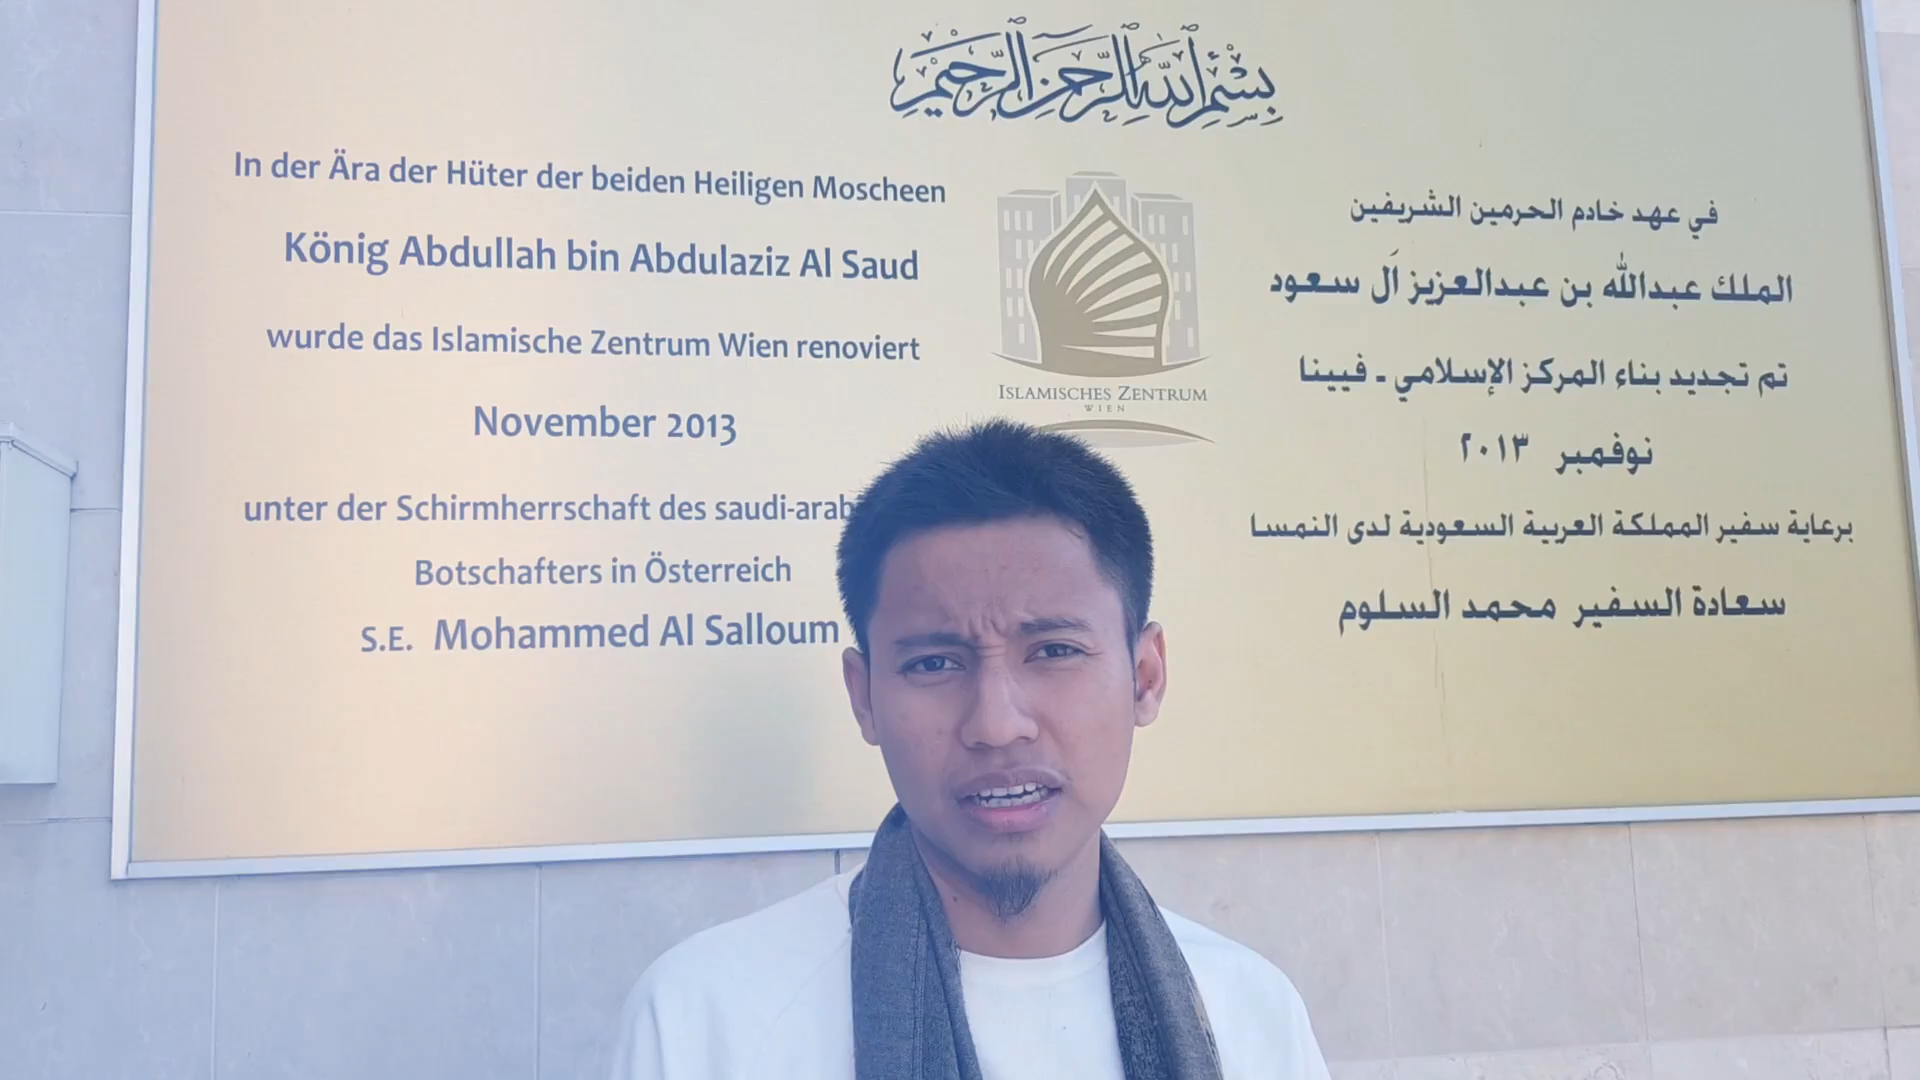 بسم الله الرحمن الرحيم
In der Ära der Hüter der beiden Heiligen Moscheen
König Abdullah bin Abdulaziz Al Saud
wurde das Islamische Zentrum Wien renoviert
November 2013
unter der Schirmherrschaft des
Botschafters in Österreich
S.E. Mohammed Al Salloum
ISLAMISCHES ZENTRUM
WIEN
في عهد خادم الحرمين الشريفين
الملك عبدالله بن عبدالعزيز آل سعود
تم تجديد بناء المركز الإسلامي - فيينا
نوفمبر ٢٠١٣
برعاية سفير المملكة العربية السعودية لدى النمسا
سعادة السفير محمد السلوم